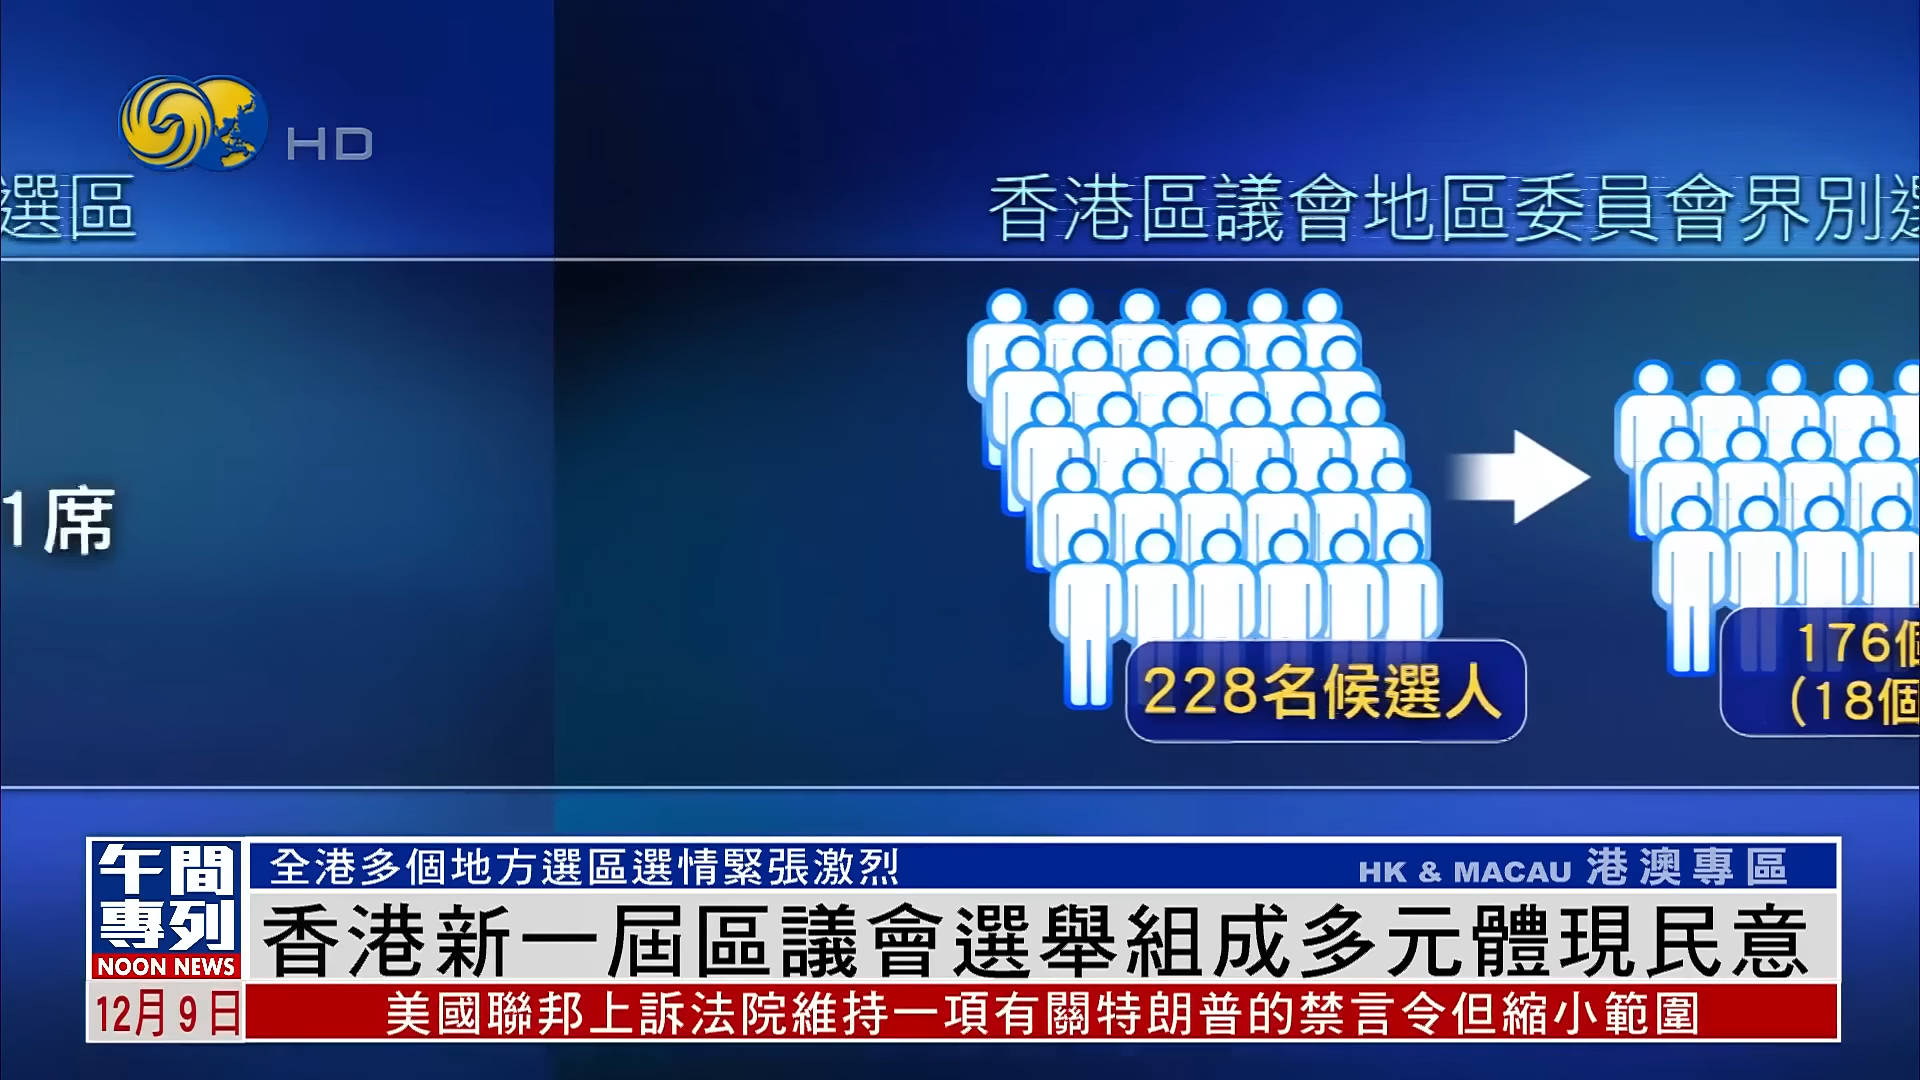 HD
選區
香港區議會地區委員會界別選
1席
228名候選人
176個
(18個
午間
專列
NOON NEWS
全港多個地方選區選情緊張激烈
HK & MACAU 港澳專區
香港新一屆區議會選舉組成多元體現民意
12月9日
美國聯邦上訴法院維持一項有關特朗普的禁言令但縮小範圍